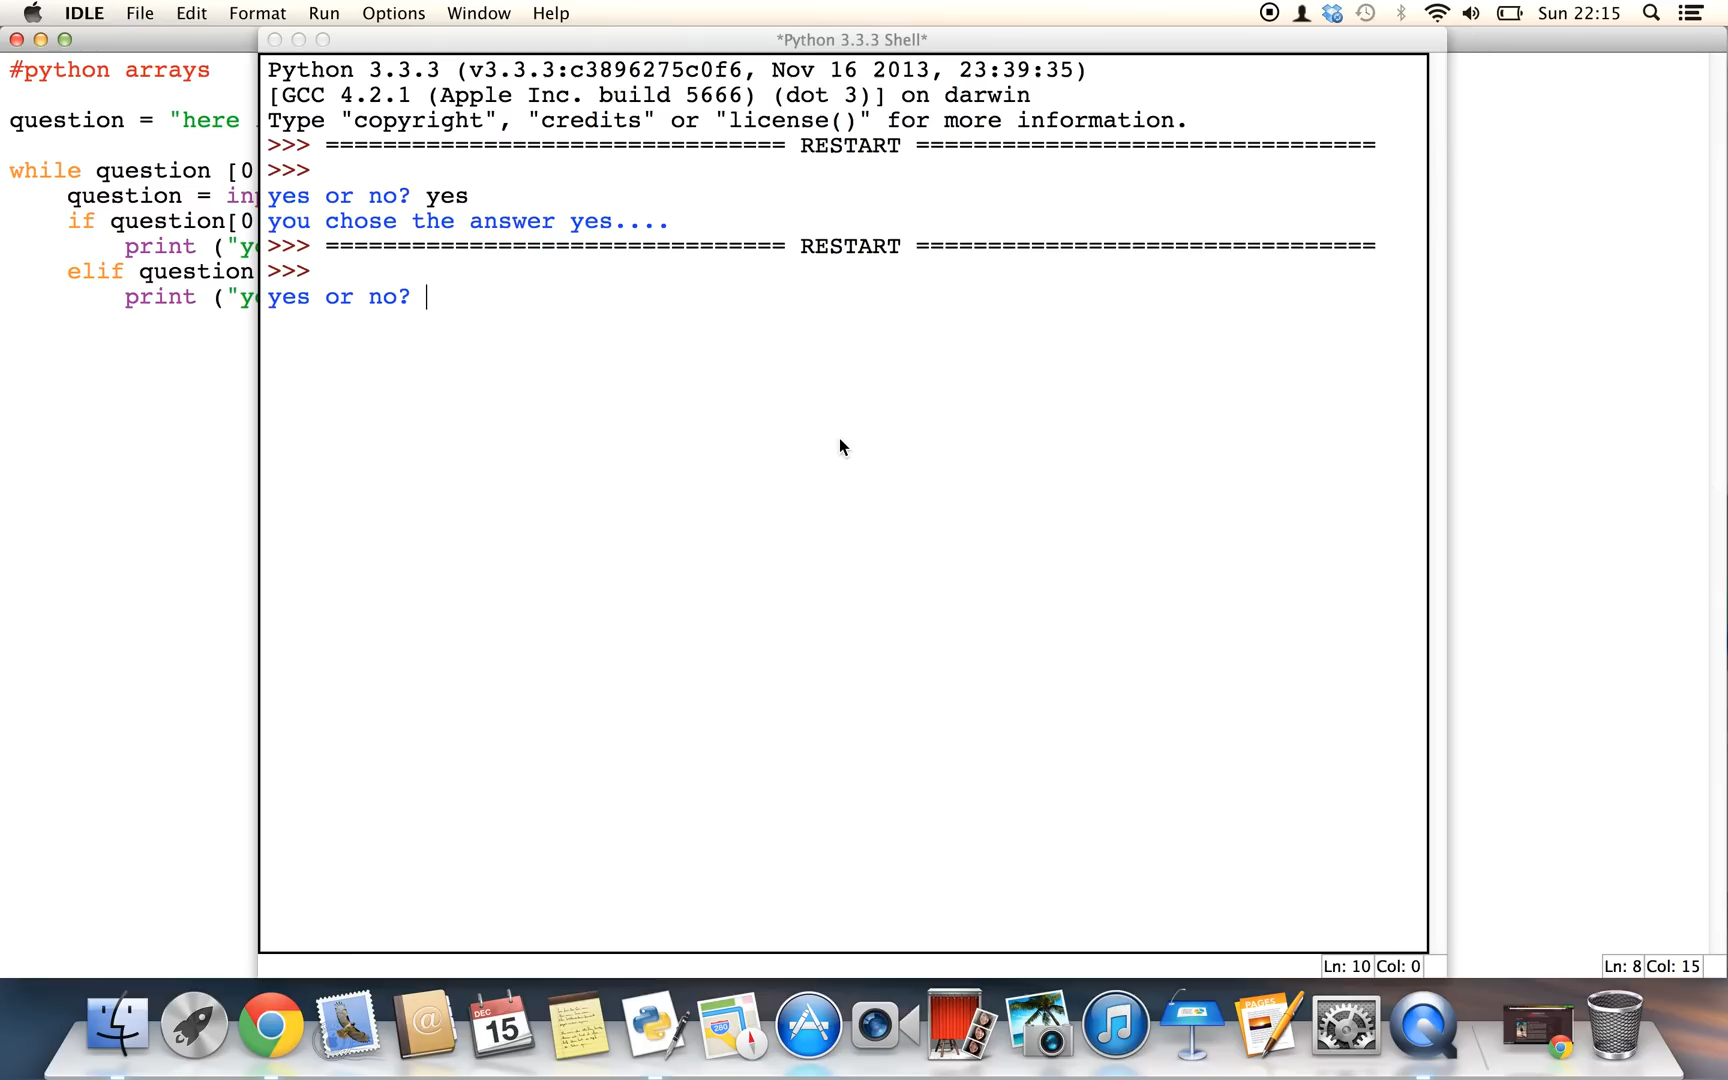 IDLE File Edit Format Run Options Window Help Sun 22:15
*Python 3.3.3 Shell*
#python arrays
question = "here
while question [0
question = in
if question[0
print ("y
elif question
print ("y
Python 3.3.3 (v3.3.3:c3896275c0f6, Nov 16 2013, 23:39:35)
[GCC 4.2.1 (Apple Inc. build 5666) (dot 3)] on darwin
Type "copyright", "credits" or "license()" for more information.
>>> ================================ RESTART ================================
>>>
yes or no? yes
you chose the answer yes....
>>> ================================ RESTART ================================
>>>
yes or no?
Ln: 10 Col: 0
Ln: 8 Col: 15
DEC
15
280
PAGES